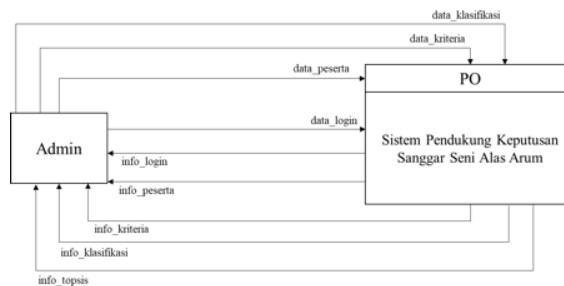 data_klasifikasi
data_kriteria
data_peserta
PO
data_login
Admin
Sistem Pendukung Keputusan
Sanggar Seni Alas Arum
info_login
info_peserta
info_kriteria
info_klasifikasi
info_topsis